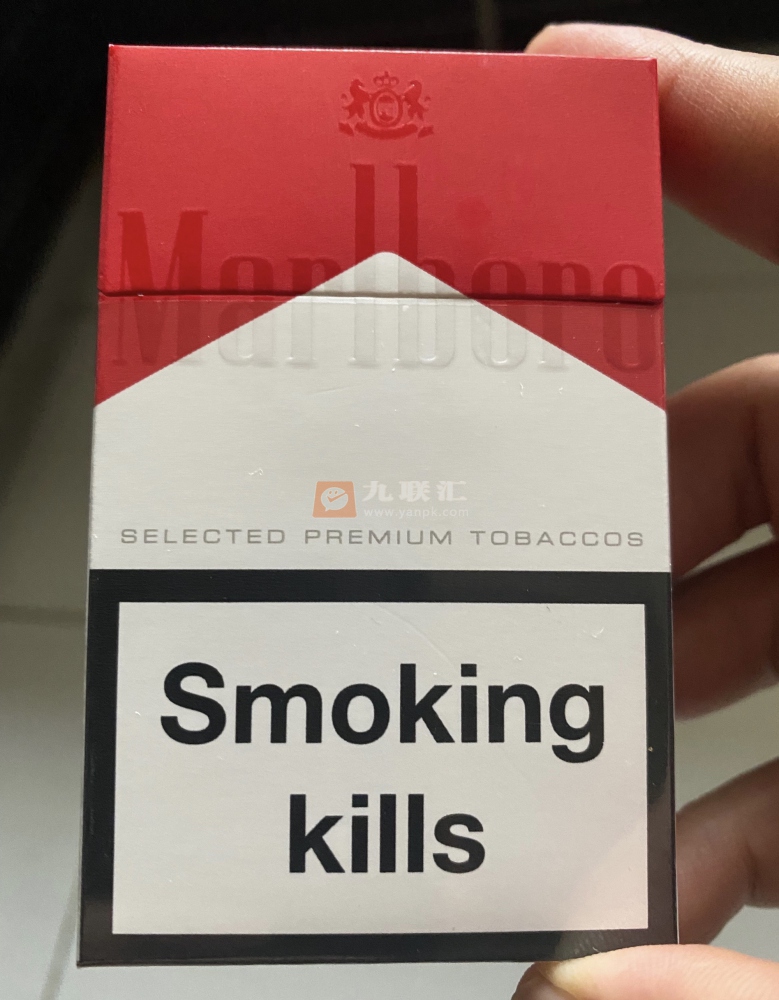 Marlboro
九联汇
www.yanpk.com
SELECTED PREMIUM TOBACCOS
Smoking
kills